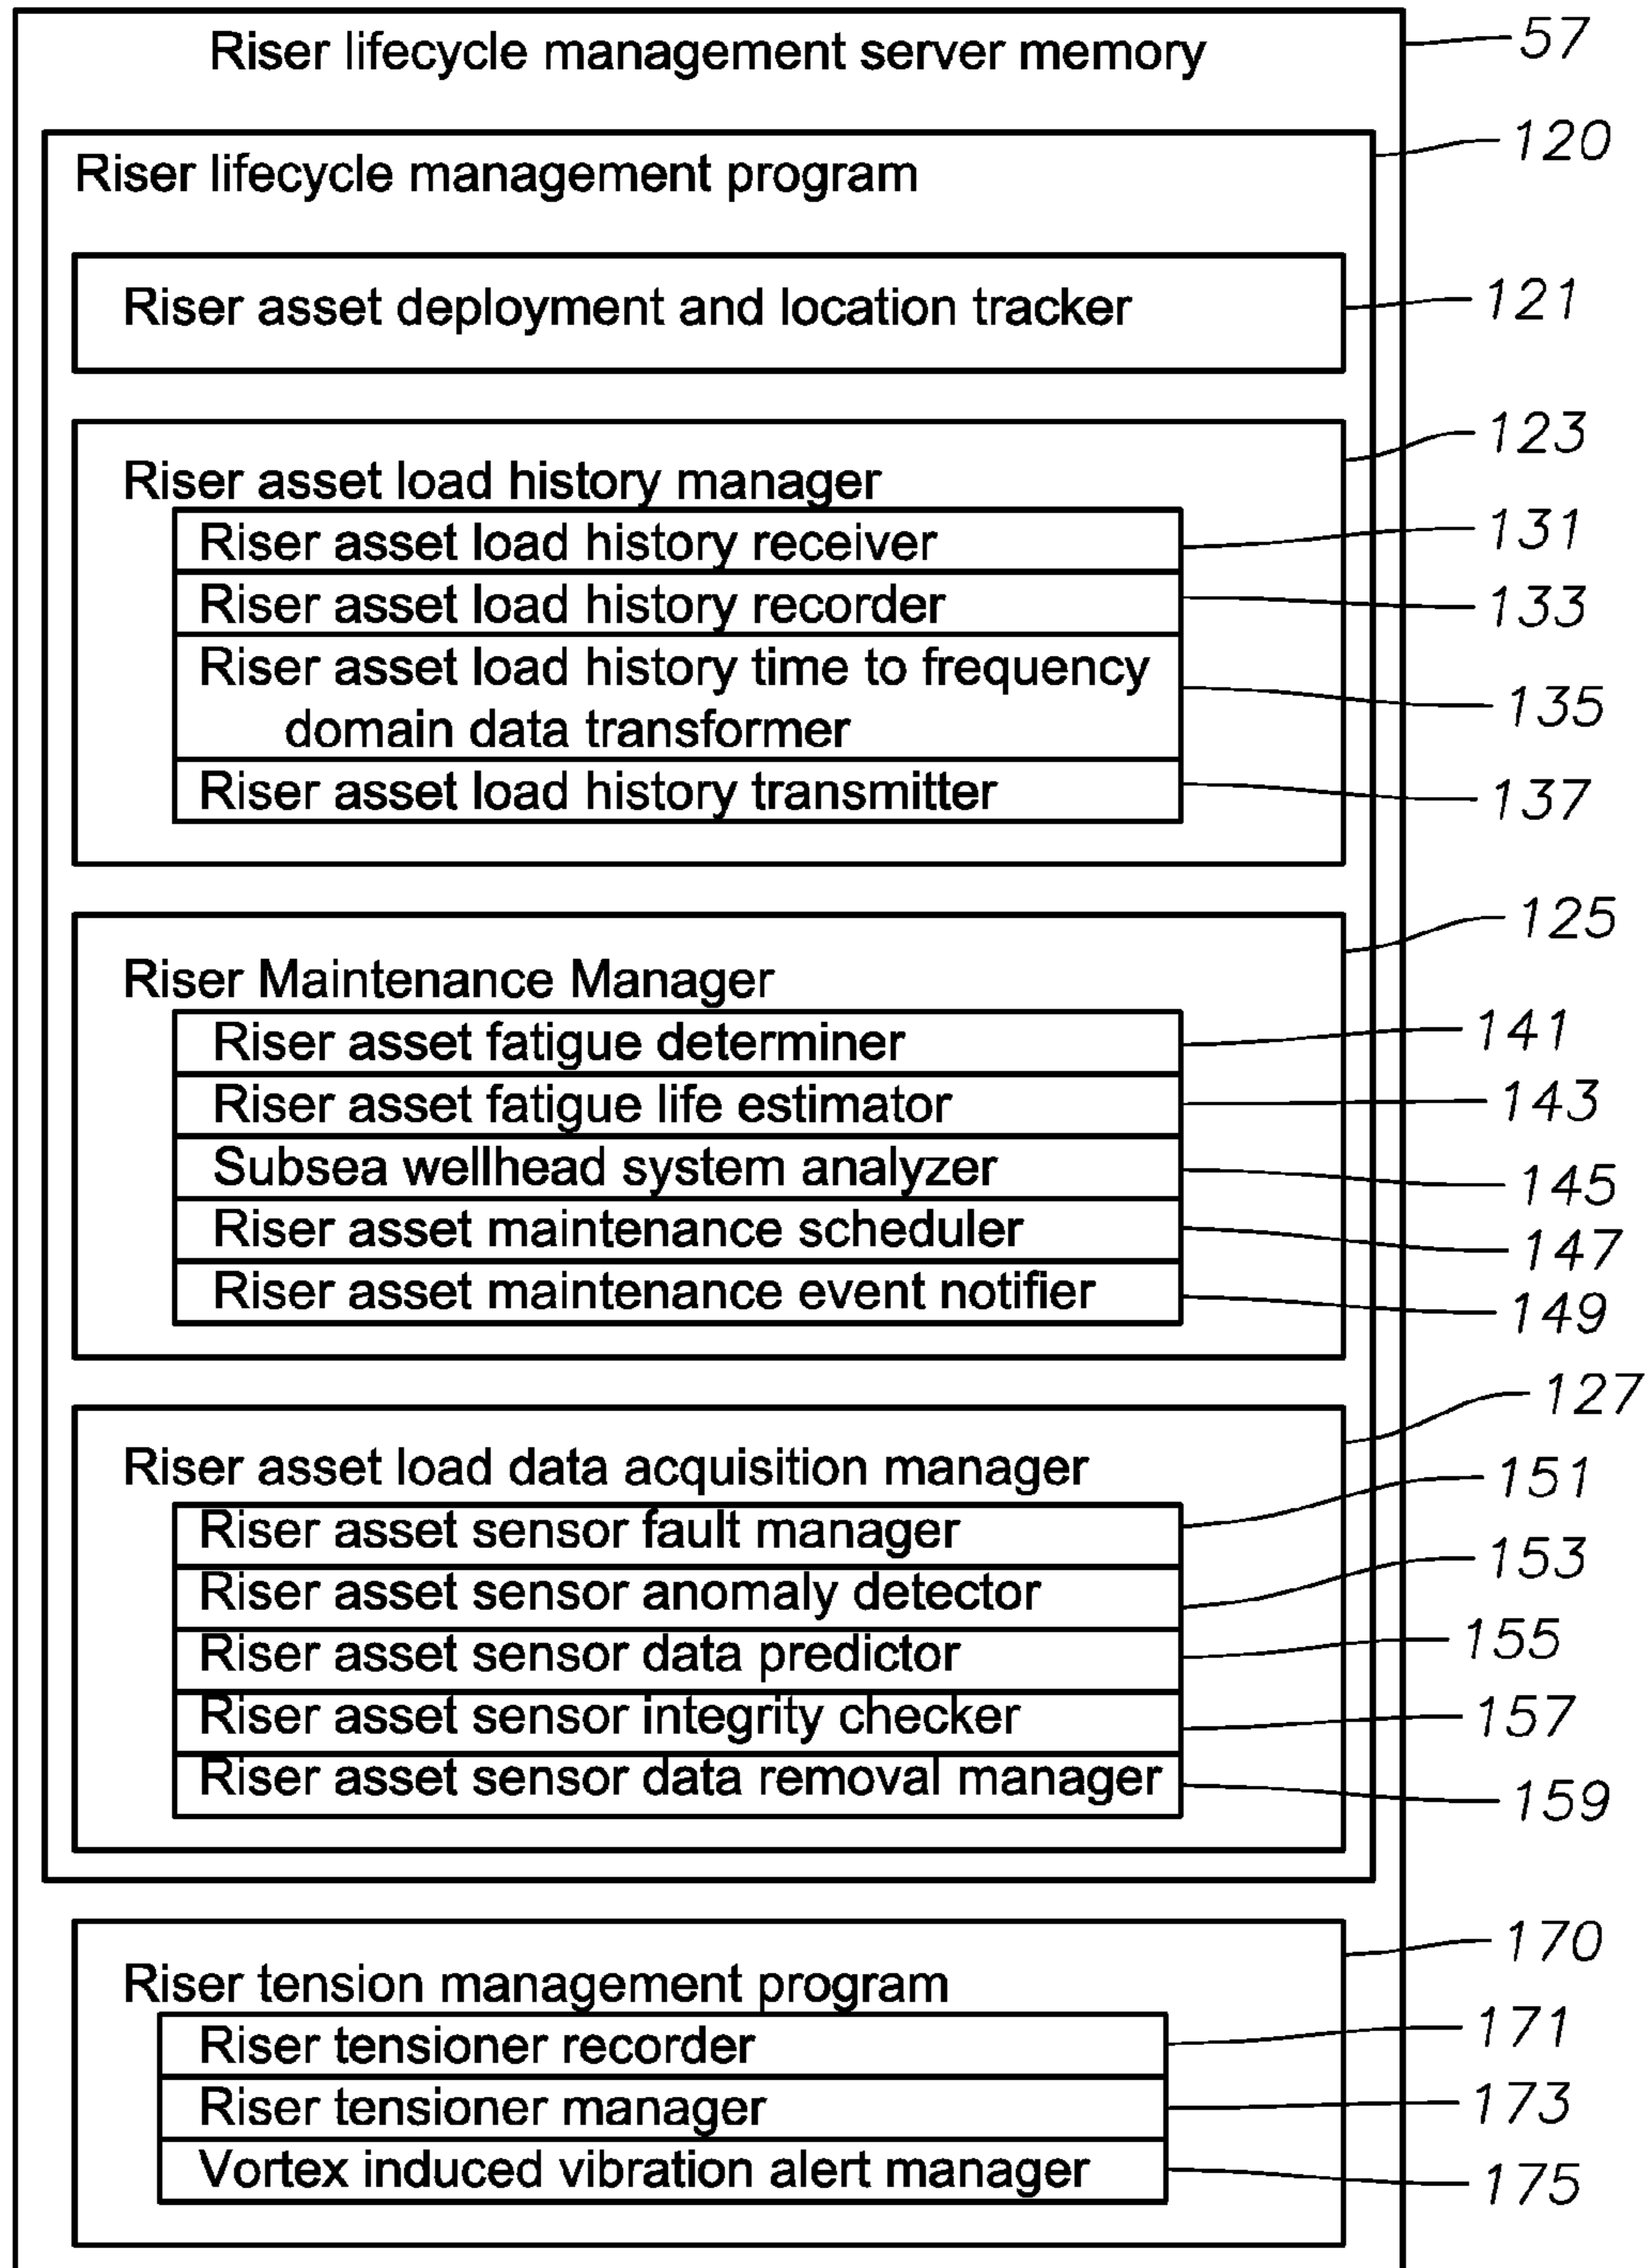 Riser lifecycle management server memory
57
120
Riser lifecycle management program
Riser asset deployment and location tracker
121
123
Riser asset load history manager
Riser asset load history receiver
131
Riser asset load history recorder
133
Riser asset load history time to frequency
domain data transformer
135
Riser asset load history transmitter
137
125
Riser Maintenance Manager
Riser asset fatigue determiner
141
Riser asset fatigue life estimator
143
Subsea wellhead system analyzer
145
Riser asset maintenance scheduler
147
Riser asset maintenance event notifier
149
127
Riser asset load data acquisition manager
Riser asset sensor fault manager
151
Riser asset sensor anomaly detector
153
Riser asset sensor data predictor
155
Riser asset sensor integrity checker
157
Riser asset sensor data removal manager
159
170
Riser tension management program
Riser tensioner recorder
171
Riser tensioner manager
173
Vortex induced vibration alert manager
175